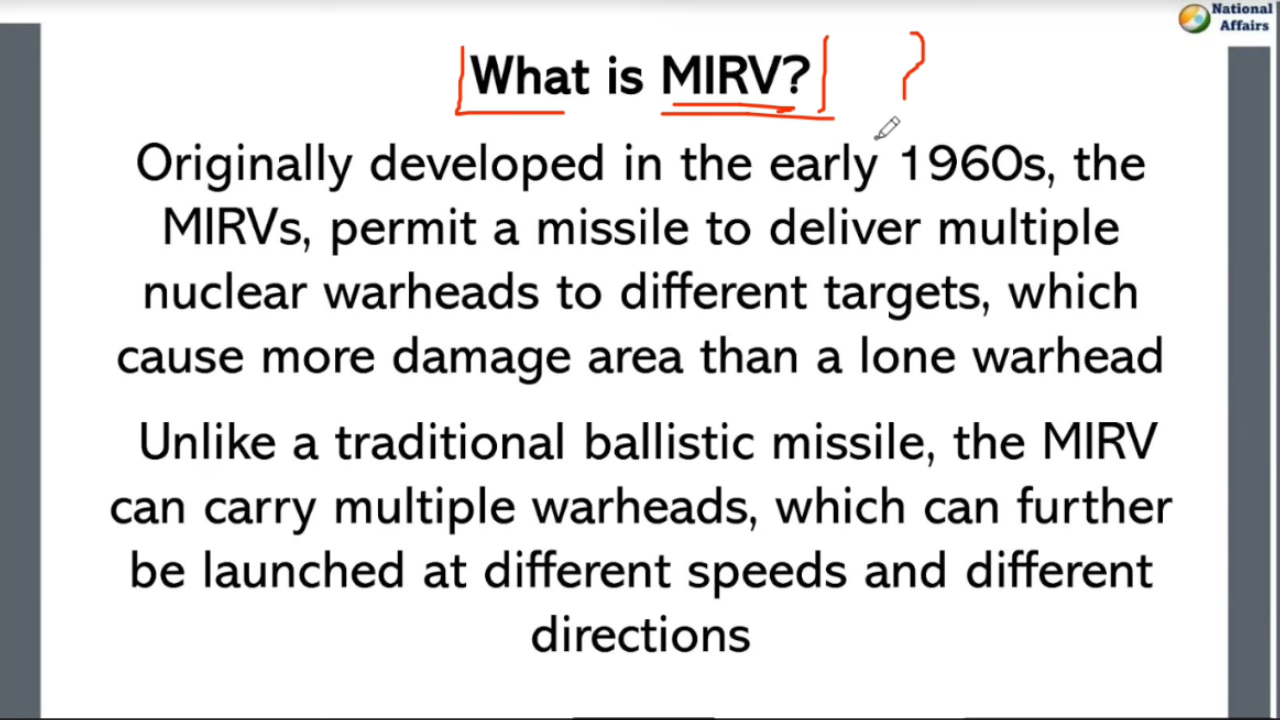 National
Affairs
What is MIRV? ?
Originally developed in the early 1960s, the
MIRVs, permit a missile to deliver multiple
nuclear warheads to different targets, which
cause more damage area than a lone warhead
Unlike a traditional ballistic missile, the MIRV
can carry multiple warheads, which can further
be launched at different speeds and different
directions